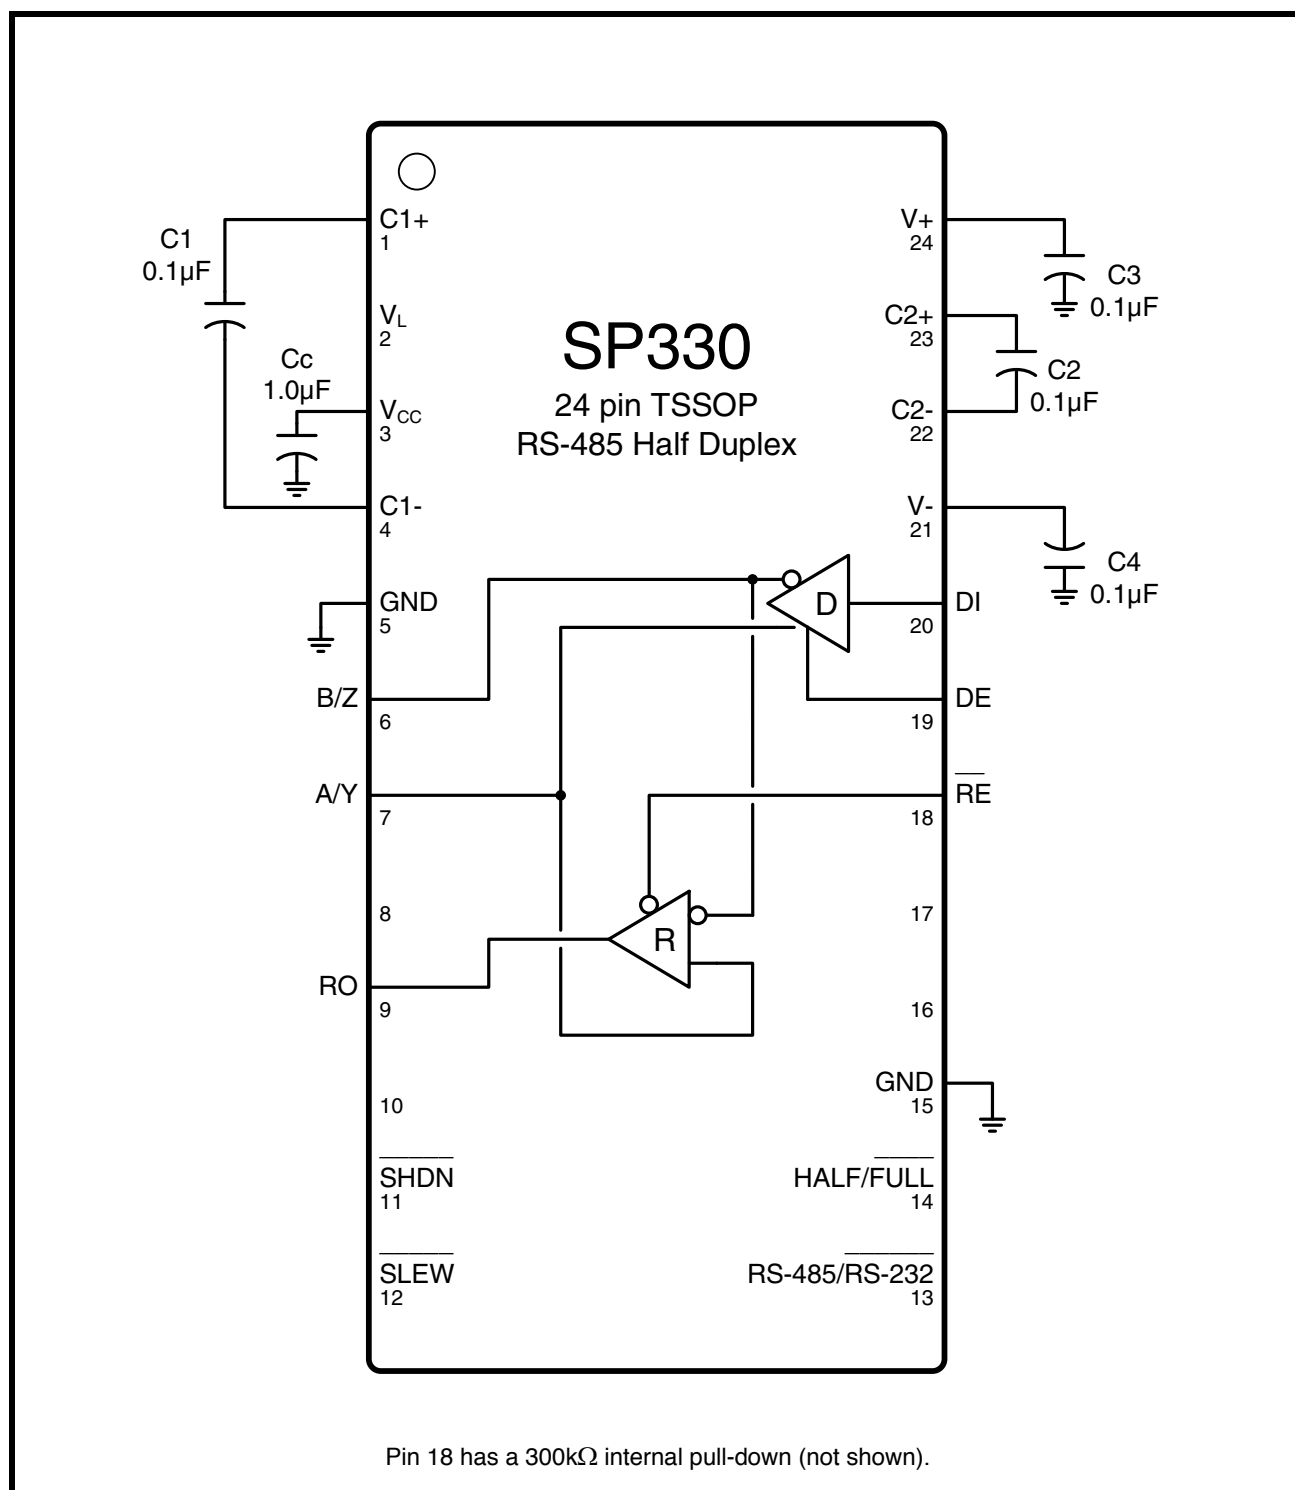 C1
0.1µF
Cc
1.0µF
C1+
1
VL
2
VCC
3
C1-
4
GND
5
B/Z
6
A/Y
7
8
RO
9
10
SHDN
11
SLEW
12
SP330
24 pin TSSOP
RS-485 Half Duplex
D
R
V+
24
C2+
23
C2-
22
V-
21
DI
20
DE
19
RE
18
17
16
GND
15
HALF/FULL
14
RS-485/RS-232
13
C3
0.1µF
C2
0.1µF
C4
0.1µF
Pin 18 has a 300kΩ internal pull-down (not shown).